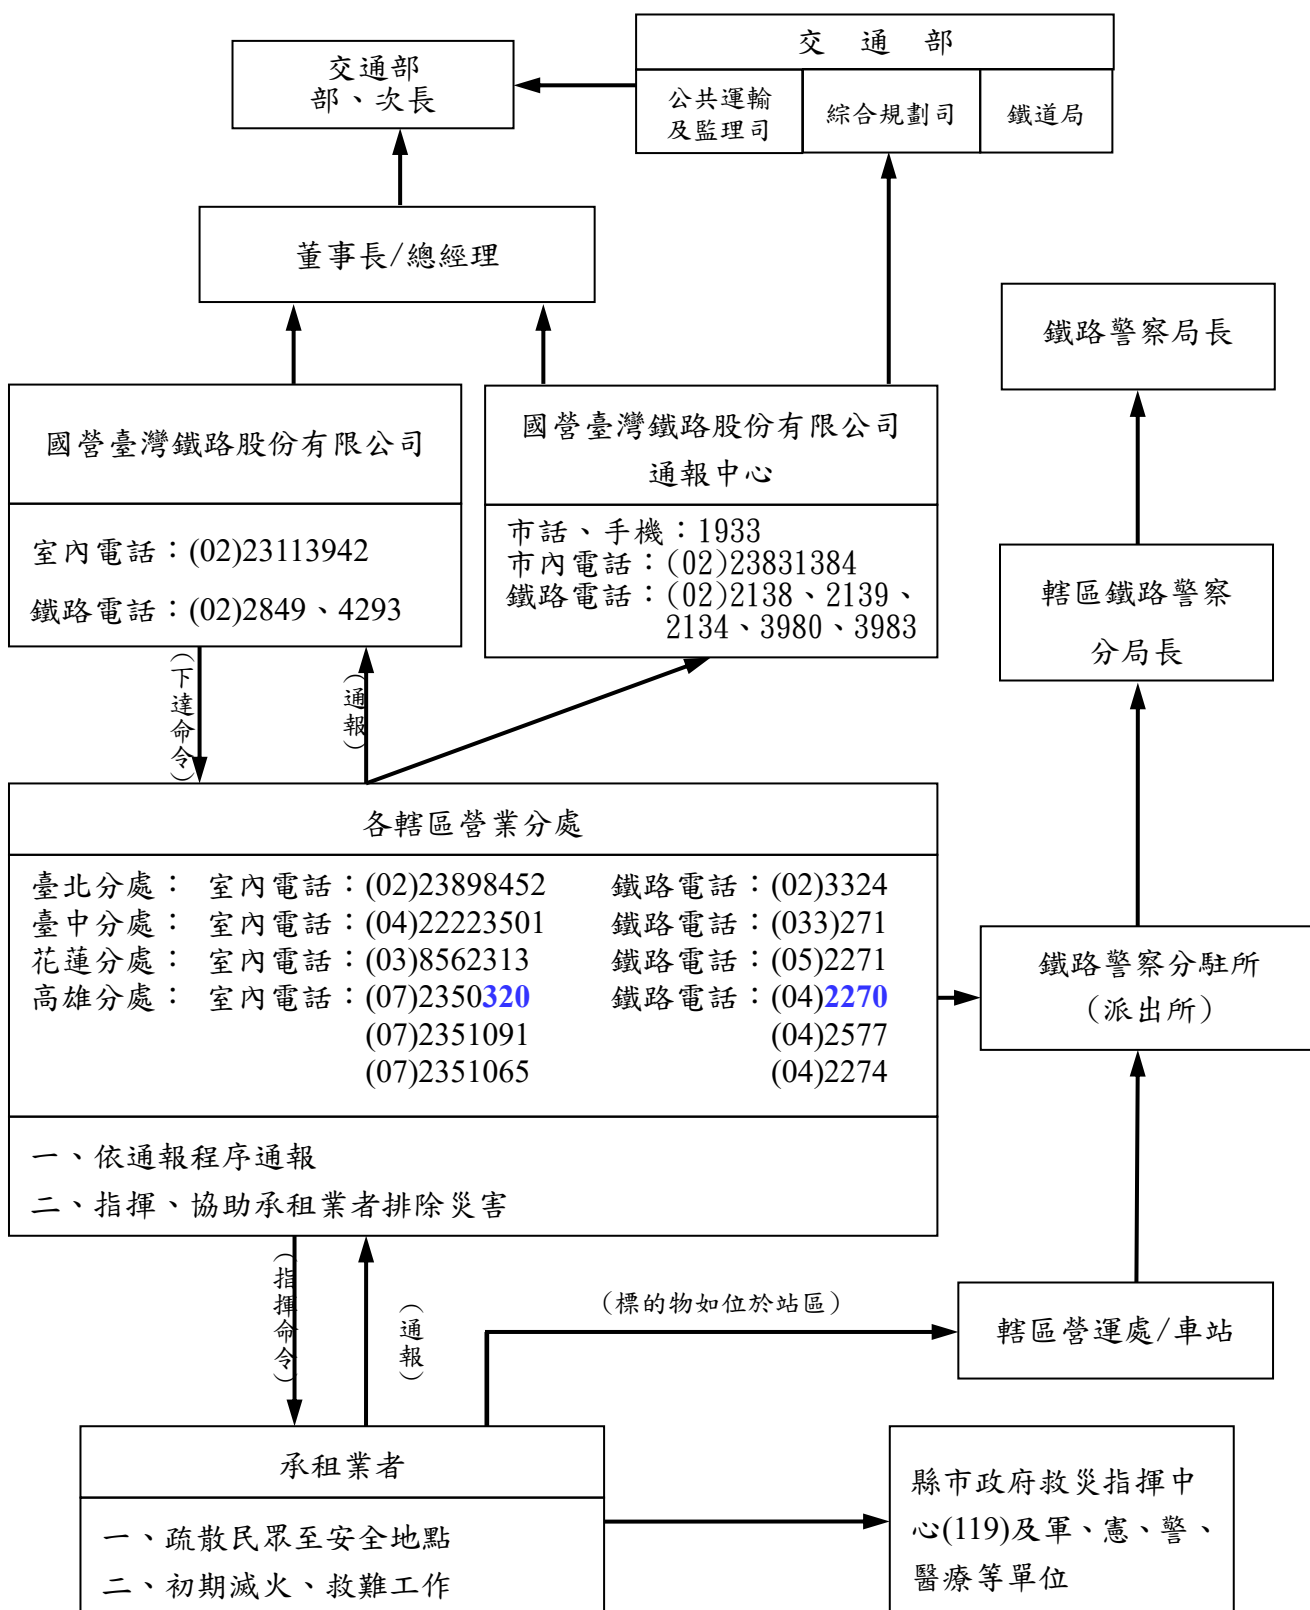 交通部
公共運輸
及監理司
綜合規劃司
鐵道局
交通部
部、次長
董事長/總經理
鐵路警察局長
國營臺灣鐵路股份有限公司
室內電話：(02)23113942
鐵路電話：(02)2849、4293
國營臺灣鐵路股份有限公司
通報中心
市話、手機：1933
市內電話：(02)23831384
鐵路電話：(02)2138、2139、
2134、3980、3983
轄區鐵路警察
分局長
(下達命令)
(通報)
各轄區營業分處
臺北分處： 室內電話：(02)23898452 鐵路電話：(02)3324
臺中分處： 室內電話：(04)22223501 鐵路電話：(033)271
花蓮分處： 室內電話：(03)8562313 鐵路電話：(05)2271
高雄分處： 室內電話：(07)2350320 鐵路電話：(04)2270
(07)2351091 (04)2577
(07)2351065 (04)2274
一、依通報程序通報
二、指揮、協助承租業者排除災害
鐵路警察分駐所
(派出所)
(指揮命令)
(通報)
(標的物如位於站區)
轄區營運處/車站
承租業者
一、疏散民眾至安全地點
二、初期滅火、救難工作
縣市政府救災指揮中
心(119)及軍、憲、警、
醫療等單位